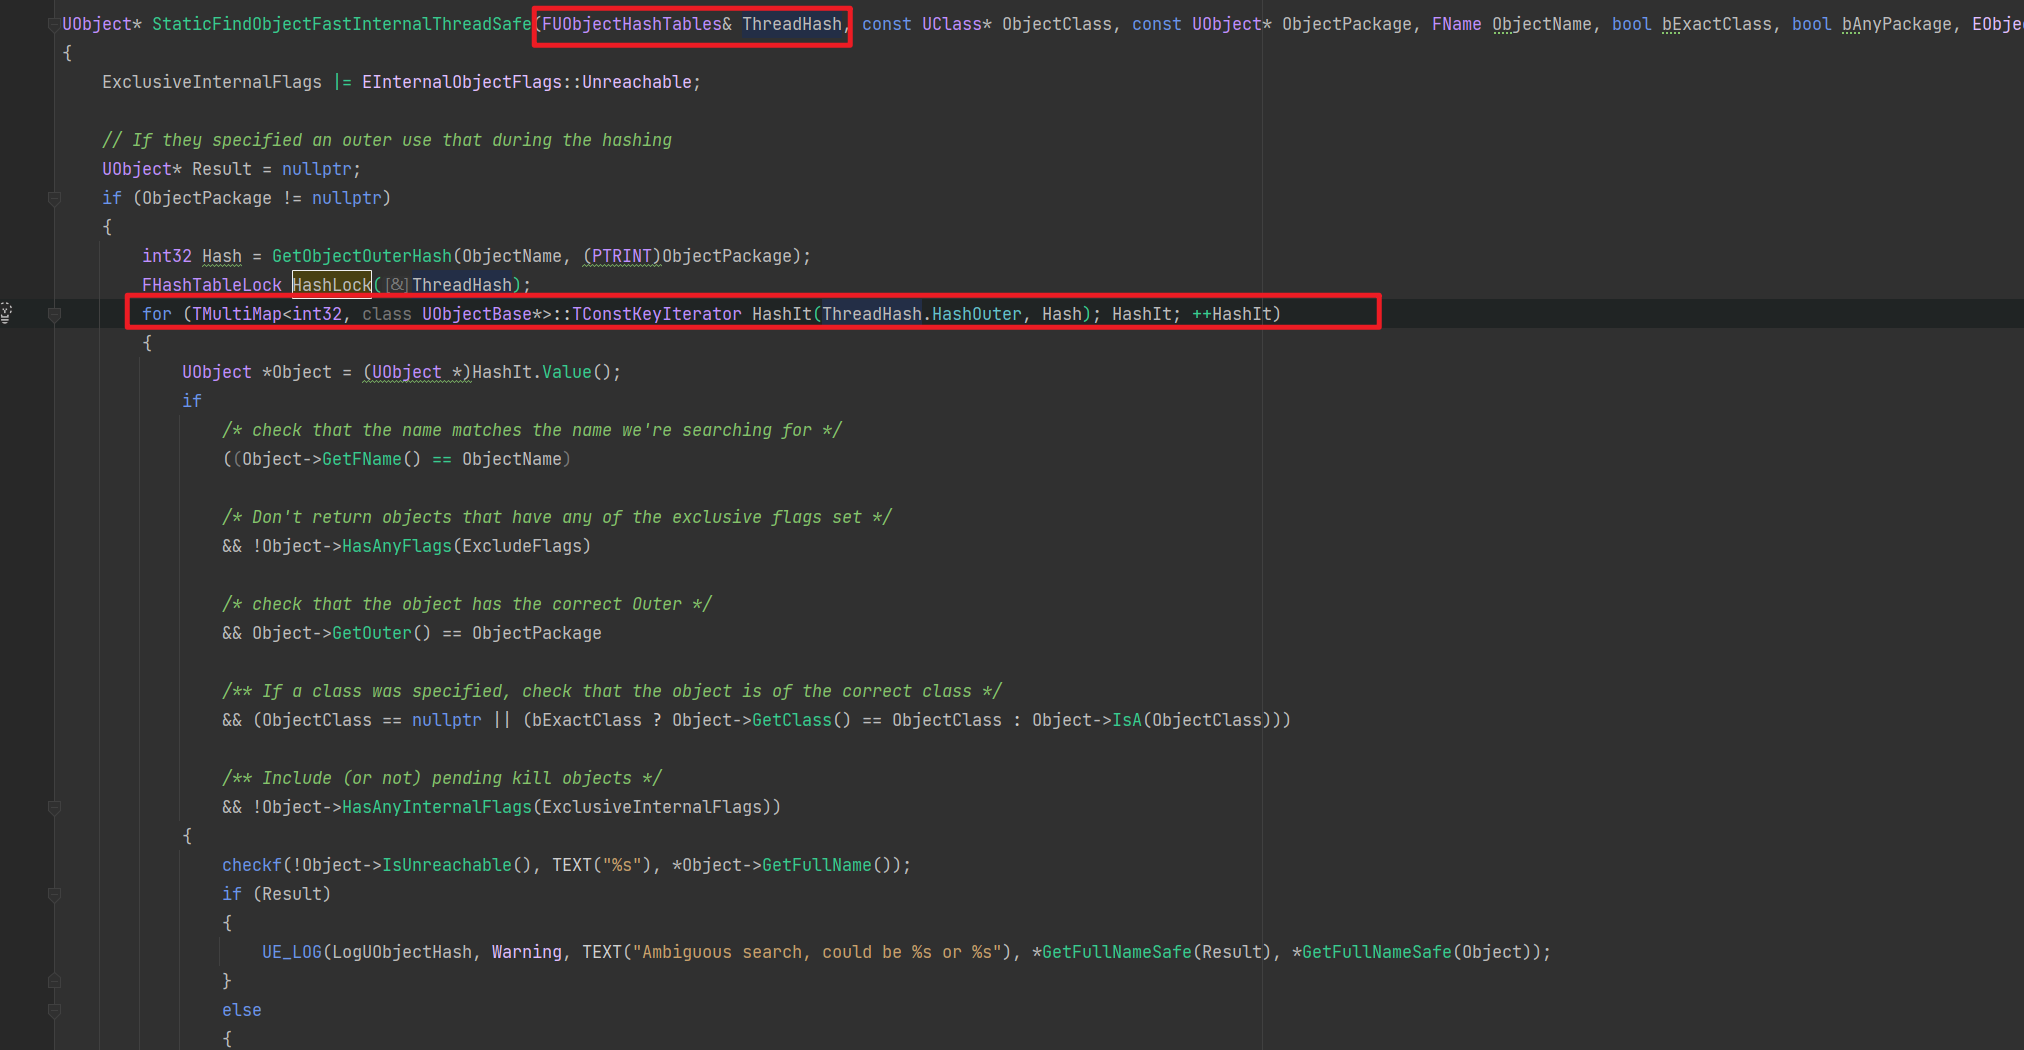 UObject* StaticFindObjectFastInternalThreadSafe(FUObjectHashTables& ThreadHash, const UClass* ObjectClass, const UObject* ObjectPackage, FName ObjectName, bool bExactClass, bool bAnyPackage, EObje
{
ExclusiveInternalFlags |= EInternalObjectFlags::Unreachable;
// If they specified an outer use that during the hashing
UObject* Result = nullptr;
if (ObjectPackage != nullptr)
{
int32 Hash = GetObjectOuterHash(ObjectName, (PTRINT)ObjectPackage);
FHashTableLock HashLock([&]ThreadHash);
for (TMultiMap<int32, class UObjectBase*>::TConstKeyIterator HashIt(ThreadHash.HashOuter, Hash); HashIt; ++HashIt)
{
UObject *Object = (UObject *)HashIt.Value();
if
/* check that the name matches the name we're searching for */
((Object->GetFName() == ObjectName)
/* Don't return objects that have any of the exclusive flags set */
&& !Object->HasAnyFlags(ExcludeFlags)
/* check that the object has the correct Outer */
&& Object->GetOuter() == ObjectPackage
/** If a class was specified, check that the object is of the correct class */
&& (ObjectClass == nullptr || (bExactClass ? Object->GetClass() == ObjectClass : Object->IsA(ObjectClass)))
/** Include (or not) pending kill objects */
&& !Object->HasAnyInternalFlags(ExclusiveInternalFlags))
{
checkf(!Object->IsUnreachable(), TEXT("%s"), *Object->GetFullName());
if (Result)
{
UE_LOG(LogUObjectHash, Warning, TEXT("Ambiguous search, could be %s or %s"), *GetFullNameSafe(Result), *GetFullNameSafe(Object));
}
else
{